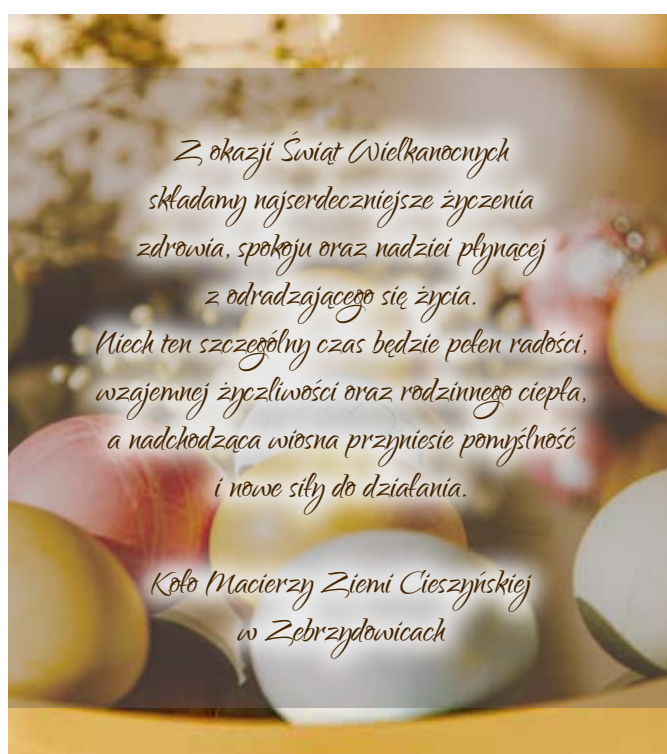 Z okazji Świąt Wielkanocnych
składamy najserdeczniejsze życzenia
zdrowia, spokoju oraz nadziei płynącej
z odradzającego się życia.
Niech ten szczególny czas będzie pełen radości,
wzajemnej życzliwości oraz rodzinnego ciepła,
a nadchodząca wiosna przyniesie pomyślność
i nowe siły do działania.
Koło Macierzy Ziemi Cieszyńskiej
w Zebrzydowicach